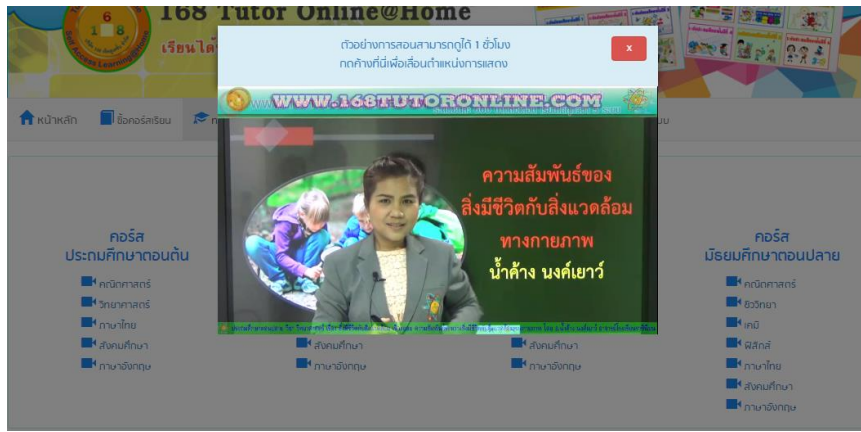 168 Tutor Online@Home
6
1 8
Self Access Learning@Home
เรียนได้
ตัวอย่างการสอนสามารถดูได้ 1 ชั่วโมง
กดค้างที่นี่เพื่อเลื่อนตำแหน่งการแสดง
x
WWW.168TUTORONLINE.COM
หน้าหลัก
ซื้อคอร์สเรียน
ความสัมพันธ์ของ
สิ่งมีชีวิตกับสิ่งแวดล้อม
ทางกายภาพ
น้ำค้าง นงค์เยาว์
คอร์ส
ประถมศึกษาตอนต้น
คณิตศาสตร์
วิทยาศาสตร์
ภาษาไทย
สังคมศึกษา
ภาษาอังกฤษ
สังคมศึกษา
ภาษาอังกฤษ
สังคมศึกษา
ภาษาอังกฤษ
คอร์ส
มัธยมศึกษาตอนปลาย
คณิตศาสตร์
ชีววิทยา
เคมี
ฟิสิกส์
ภาษาไทย
สังคมศึกษา
ภาษาอังกฤษ